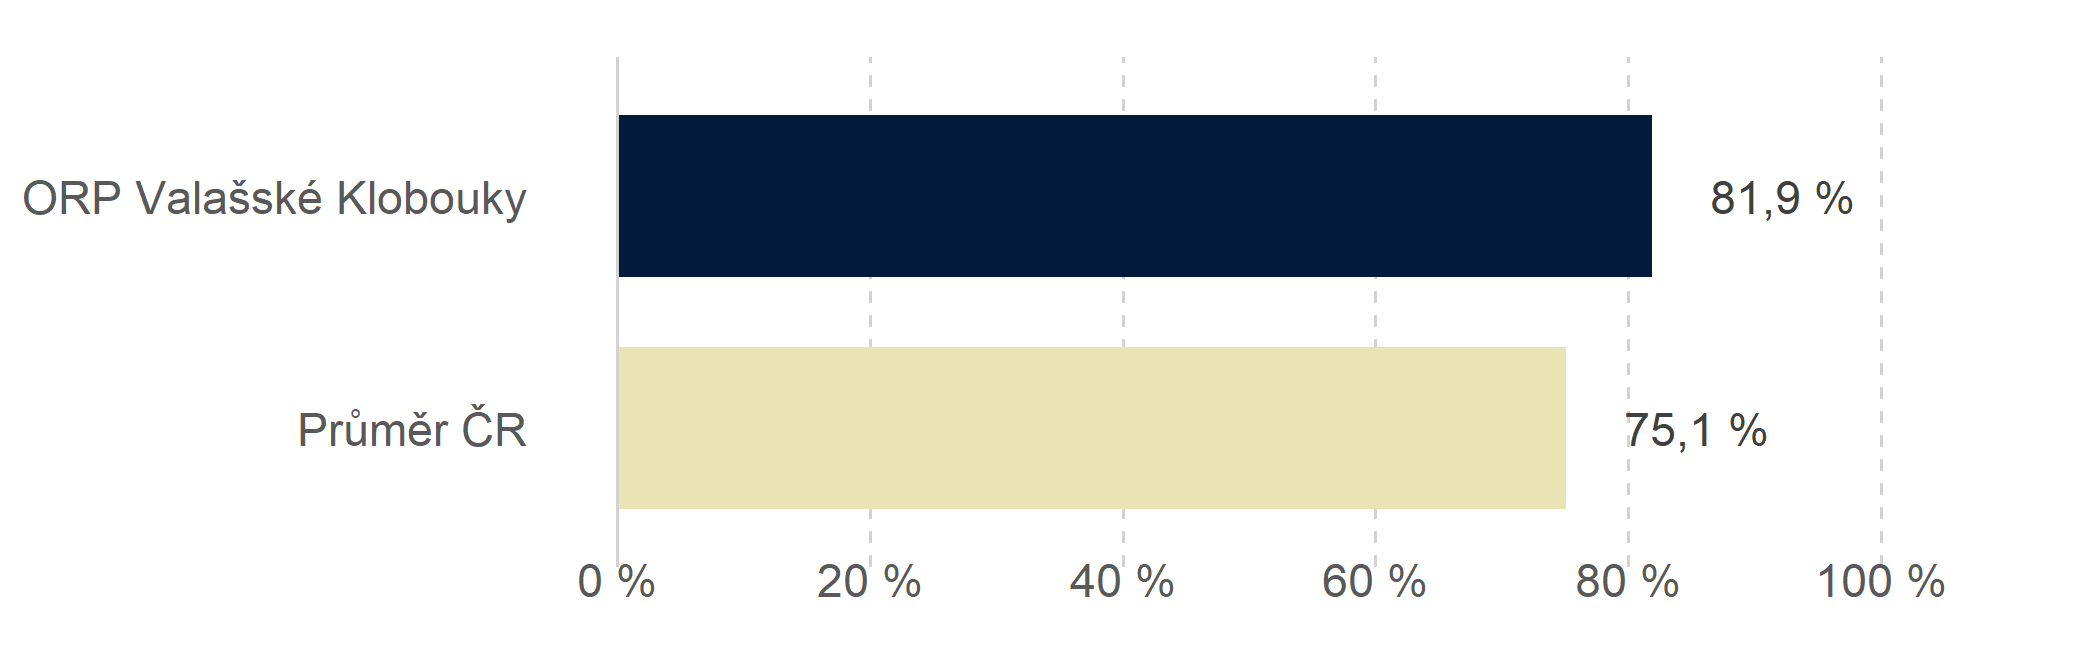 ORP Valašské Klobouky
81,9 %
Průměr ČR
75,1 %
0 % 20 % 40 % 60 % 80 % 100 %